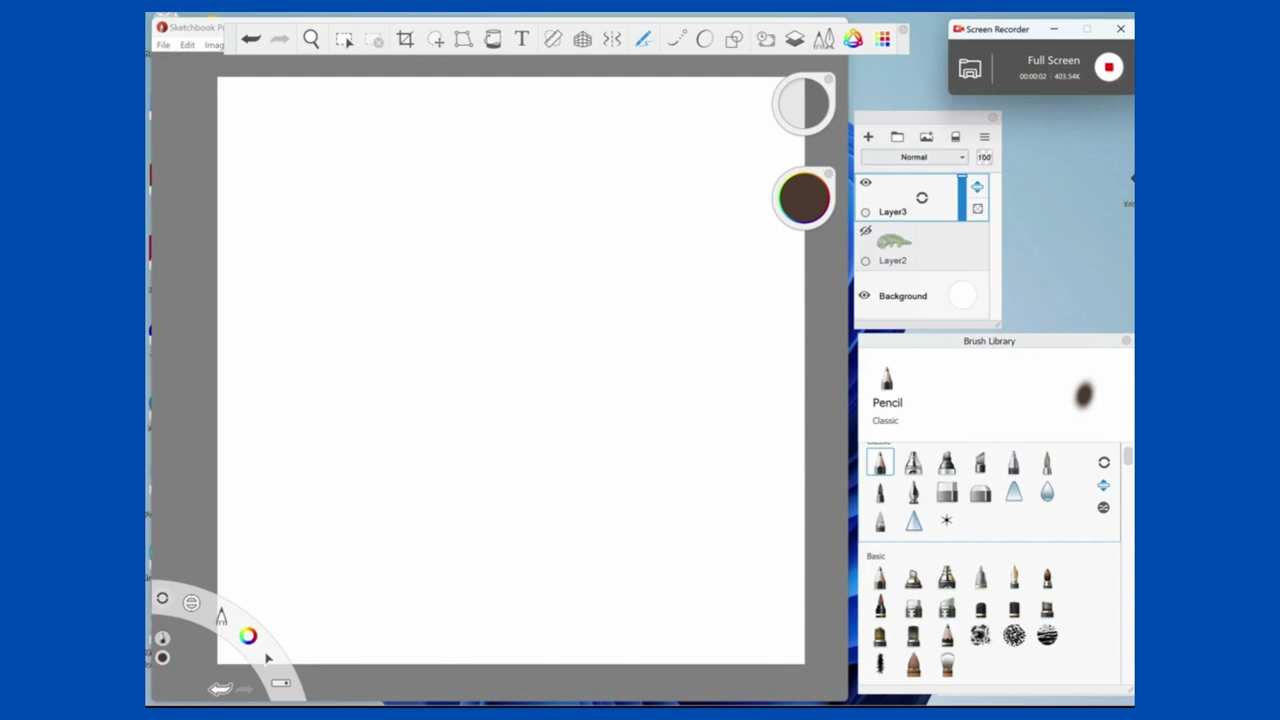 Sketchbook P
Screen Recorder
File Edit Imag
T
Full Screen
00:00:02 403.54K
Normal 100
Layer3
Layer2
Background
Brush Library
Pencil
Classic
Basic